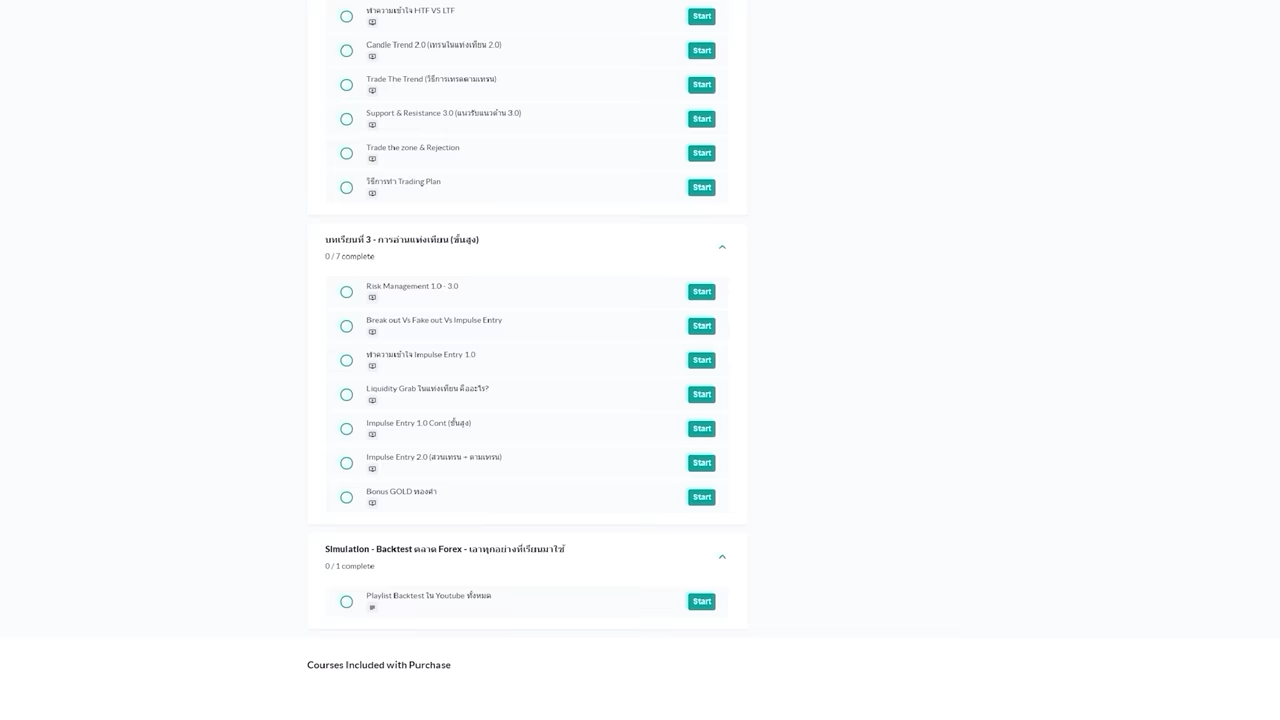 ทำความเข้าใจ HTF VS LTF
Start
Candle Trend 2.0 (เทรนในแท่งเทียน 2.0)
Start
Trade The Trend (วิธีการเทรดตามเทรน)
Start
Support & Resistance 3.0 (แนวรับแนวต้าน 3.0)
Start
Trade the zone & Rejection
Start
วิธีการทำ Trading Plan
Start
บทเรียนที่ 3 - การอ่านแท่งเทียน (ขั้นสูง)
0 / 7 complete
Risk Management 1.0 - 3.0
Start
Break out Vs Fake out Vs Impulse Entry
Start
ทำความเข้าใจ Impulse Entry 1.0
Start
Liquidity Grab ในแท่งเทียน คืออะไร?
Start
Impulse Entry 1.0 Cont (ขั้นสูง)
Start
Impulse Entry 2.0 (สวนเทรน + ตามเทรน)
Start
Bonus GOLD ทองคำ
Start
Simulation - Backtest ตลาด Forex - เอาทุกอย่างที่เรียนมาใช้
0 / 1 complete
Playlist Backtest ใน Youtube ทั้งหมด
Start
Courses Included with Purchase